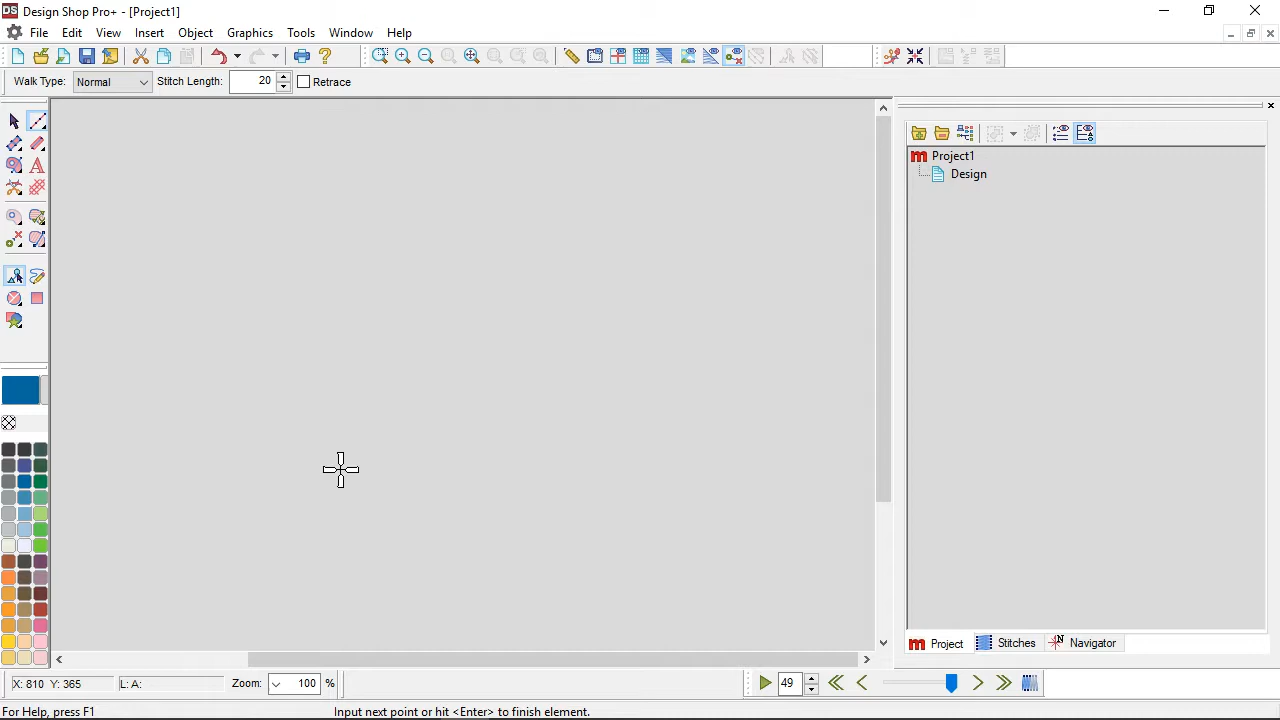 DS Design Shop Pro+ - [Project1]
File Edit View Insert Object Graphics Tools Window Help
Walk Type: Normal Stitch Length: 20 Retrace
Project1
Design
Project Stitches Navigator
X: 810 Y: 365 L: A: Zoom: 100 % 49
For Help, press F1 Input next point or hit <Enter> to finish element.